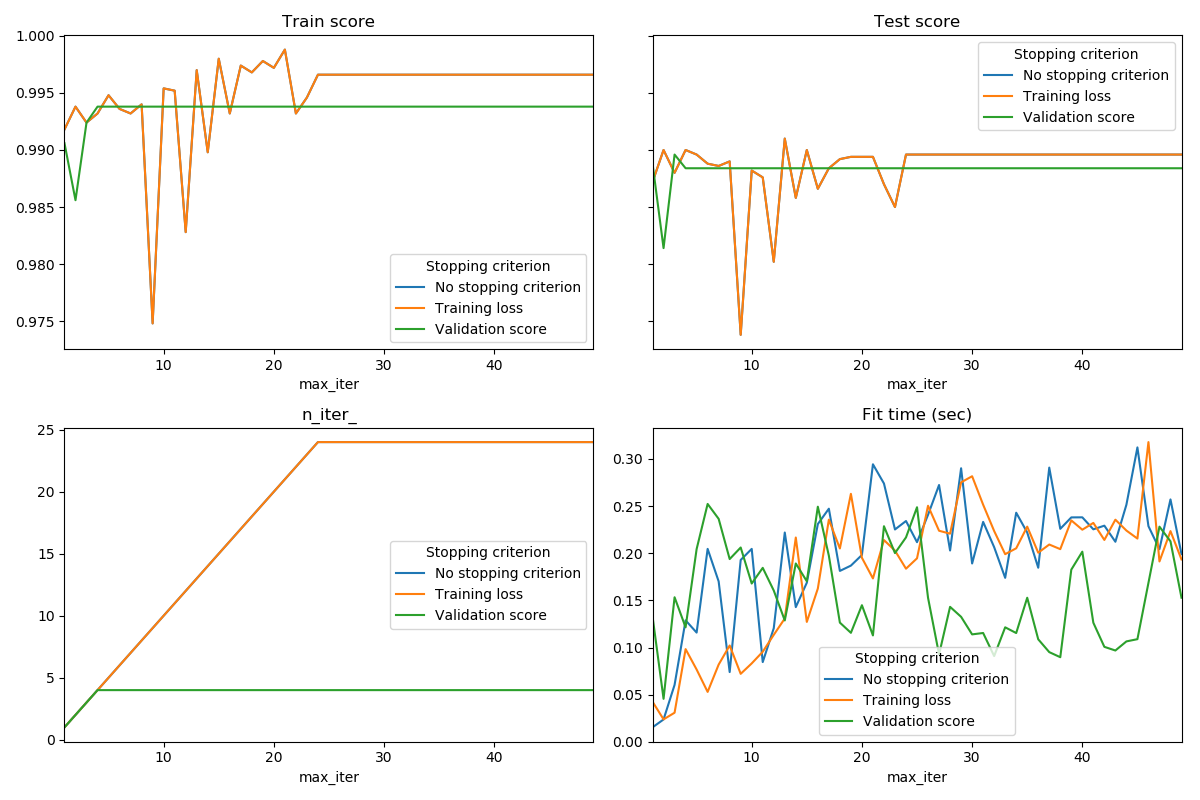 Train score
1.000
0.995
0.990
0.985
0.980
0.975
Stopping criterion
No stopping criterion
Training loss
Validation score
10 20 30 40
max_iter
Test score
Stopping criterion
No stopping criterion
Training loss
Validation score
10 20 30 40
max_iter
n_iter_
25
20
15
10
5
0
Stopping criterion
No stopping criterion
Training loss
Validation score
10 20 30 40
max_iter
Fit time (sec)
0.30
0.25
0.20
0.15
0.10
0.05
0.00
Stopping criterion
No stopping criterion
Training loss
Validation score
10 20 30 40
max_iter